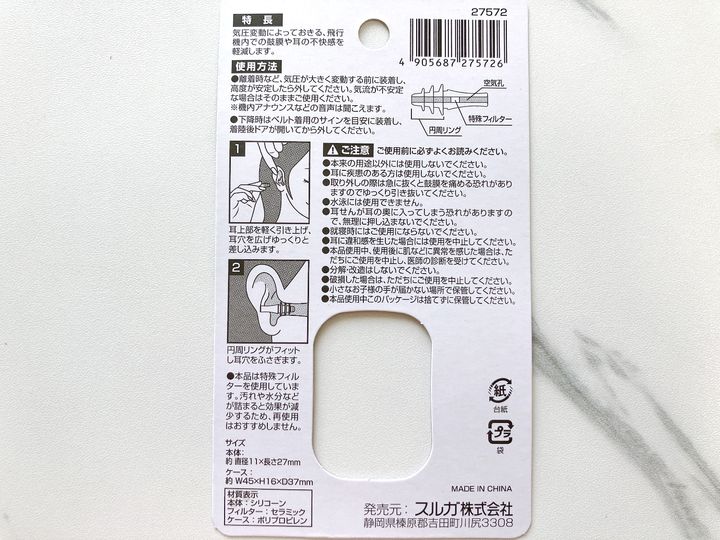 特 長
気圧変動によっておきる、飛行
機内での鼓膜や耳の不快感を
軽減します。
使用方法
●離着時など、気圧が大きく変動する前に装着し、
高度が安定したら外してください。気流が不安定
な場合はそのままご使用ください。
※機内アナウンスなどの音声は聞こえます。
●下降時はベルト着用のサインを目安に装着し、
着陸後ドアが開いてから外してください。
27572
4 905687 275726
空気孔
特殊フィルター
円周リング
1
耳上部を軽く引き上げ、
耳穴を広げゆっくりと
差し込みます。
2
円周リングがフィット
し耳穴をふさぎます。
●本品は特殊フィル
ターを使用していま
す。汚れや水分など
が詰まると効果が減
少するため、再使用
はおすすめしません。
サイズ
本体:
約 直径11×長さ27mm
ケース:
約 W45×H16×D37mm
材質表示
本体:シリコーン
フィルター:セラミック
ケース:ポリプロピレン
ご注意 ご使用前に必ずよくお読みください。
●本来の用途以外には使用しないでください。
●耳に疾患のある方は使用しないでください。
●取り外しの際は急に抜くと鼓膜を痛める恐れがあり
ますのでゆっくり引き抜いてください。
●水泳には使用できません。
●耳せんが耳の奥に入ってしまう恐れがありますの
で、無理に押し込まないでください。
●就寝時にはご使用にならないでください。
●耳に違和感を生じた場合には使用を中止してください。
●本品使用中、使用後に肌などに異常を感じた場合は、た
だちにご使用を中止し、医師の診断を受けてください。
●分解・改造はしないでください。
●破損した場合は、ただちにご使用を中止してください。
●小さなお子様の手が届かない場所で保管してください。
●本品使用中このパッケージは捨てずに保管してください。
紙
台紙
プラ
袋
MADE IN CHINA
発売元: スルガ株式会社
静岡県榛原郡吉田町川尻3308